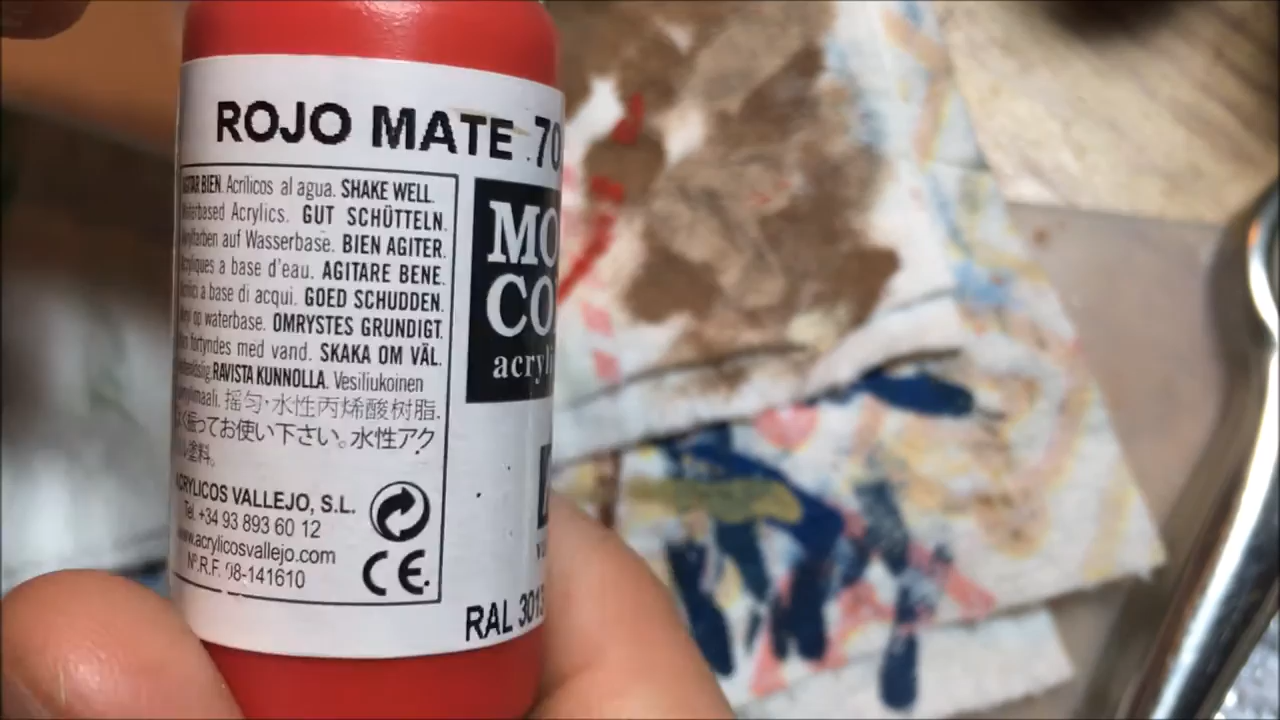 ROJO MATE 70
BIEN. Acrílicos al agua. SHAKE WELL.
Acrylics. GUT SCHÜTTELN.
auf Wasserbase. BIEN AGITER.
a base d'eau. AGITARE BENE.
a base di acqui. GOED SCHUDDEN.
op waterbase. OMRYSTES GRUNDIGT.
fortyndes med vand. SKAKA OM VÄL.
RAVISTA KUNNOLLA. Vesiliukoinen
摇匀·水性丙烯酸树脂.
振ってお使い下さい。水性アク
ル塗料。
ACRYLICOS VALLEJO, S.L.
Tel. +34 93 893 60 12
www.acrylicosvallejo.com
Nº.R.F. 08-141610
CE
MO
CO
acryl
RAL 3013